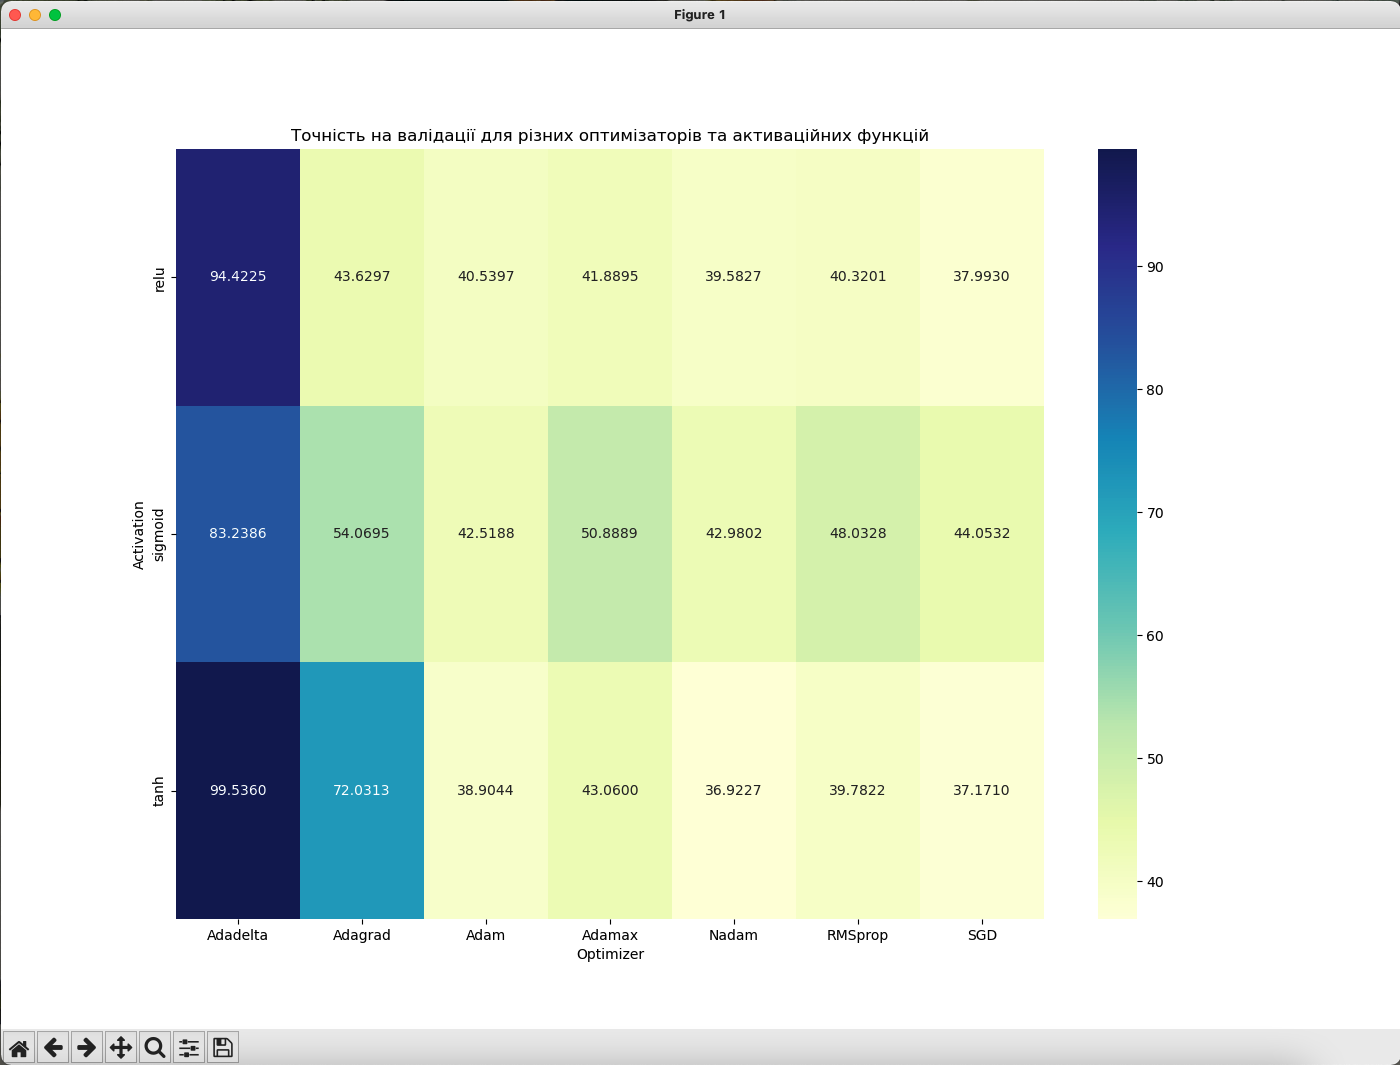 Figure 1
Точність на валідації для різних оптимізаторів та активаційних функцій
relu
94.4225 43.6297 40.5397 41.8895 39.5827 40.3201 37.9930
Activation
sigmoid
83.2386 54.0695 42.5188 50.8889 42.9802 48.0328 44.0532
tanh
99.5360 72.0313 38.9044 43.0600 36.9227 39.7822 37.1710
Adadelta Adagrad Adam Adamax Nadam RMSprop SGD
Optimizer
90
80
70
60
50
40